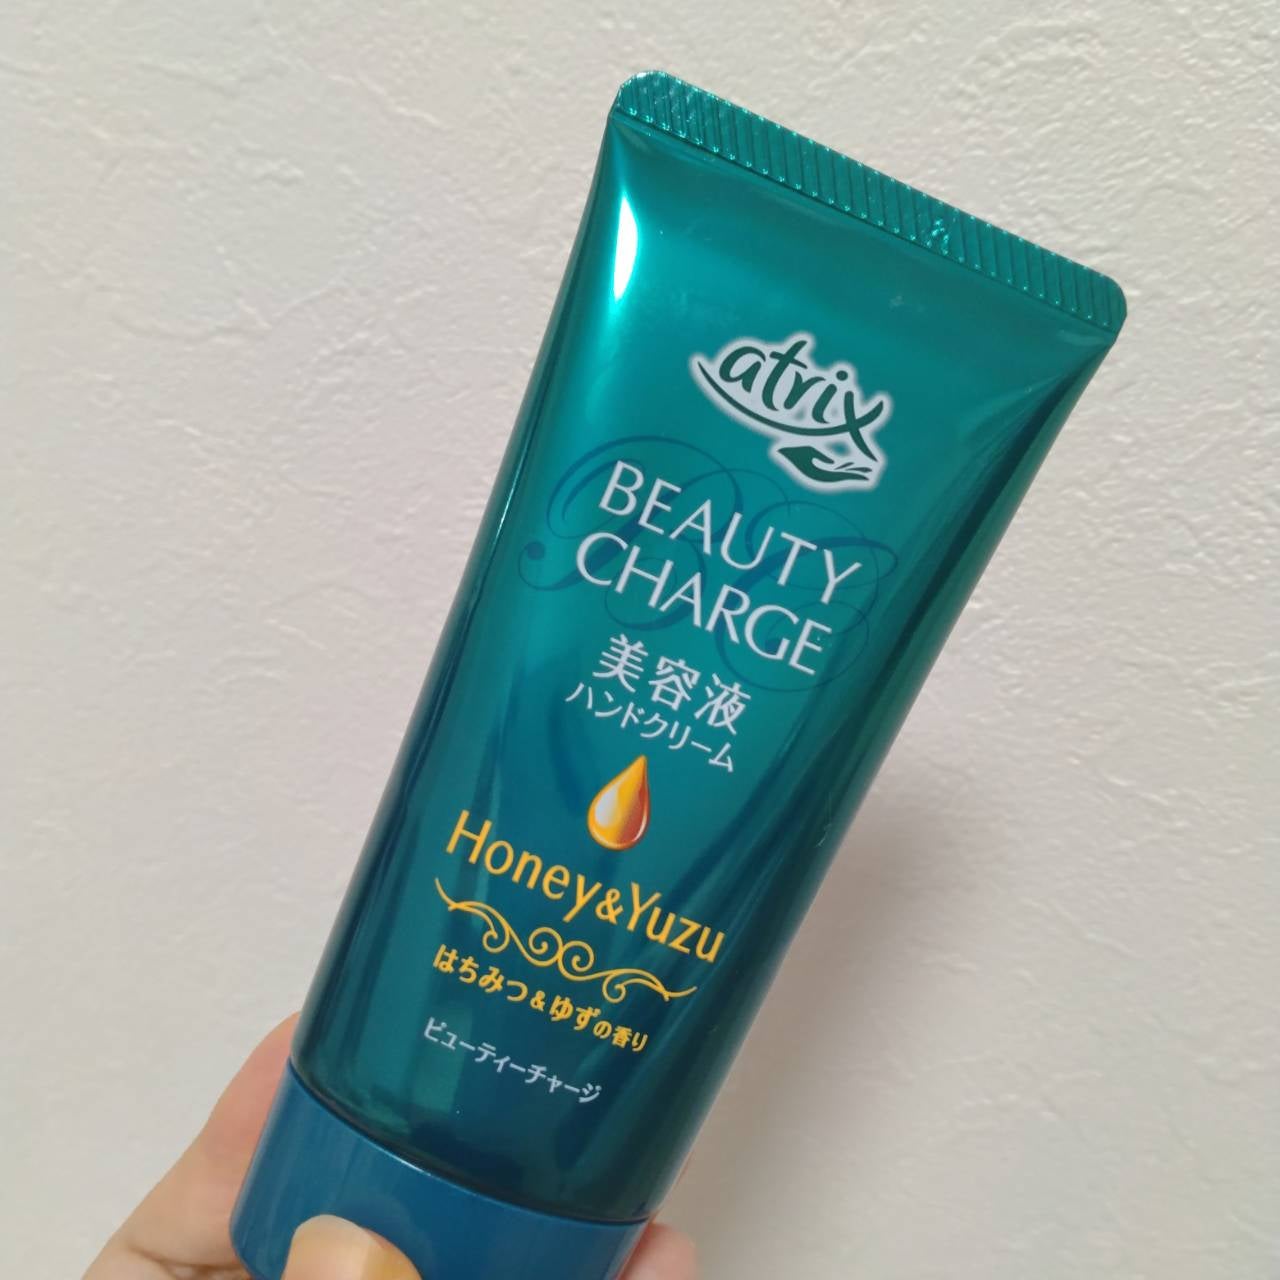 atrix
BEAUTY
CHARGE
美容液
ハンドクリーム
Honey&Yuzu
はちみつ&ゆずの香り
ビューティーチャージ